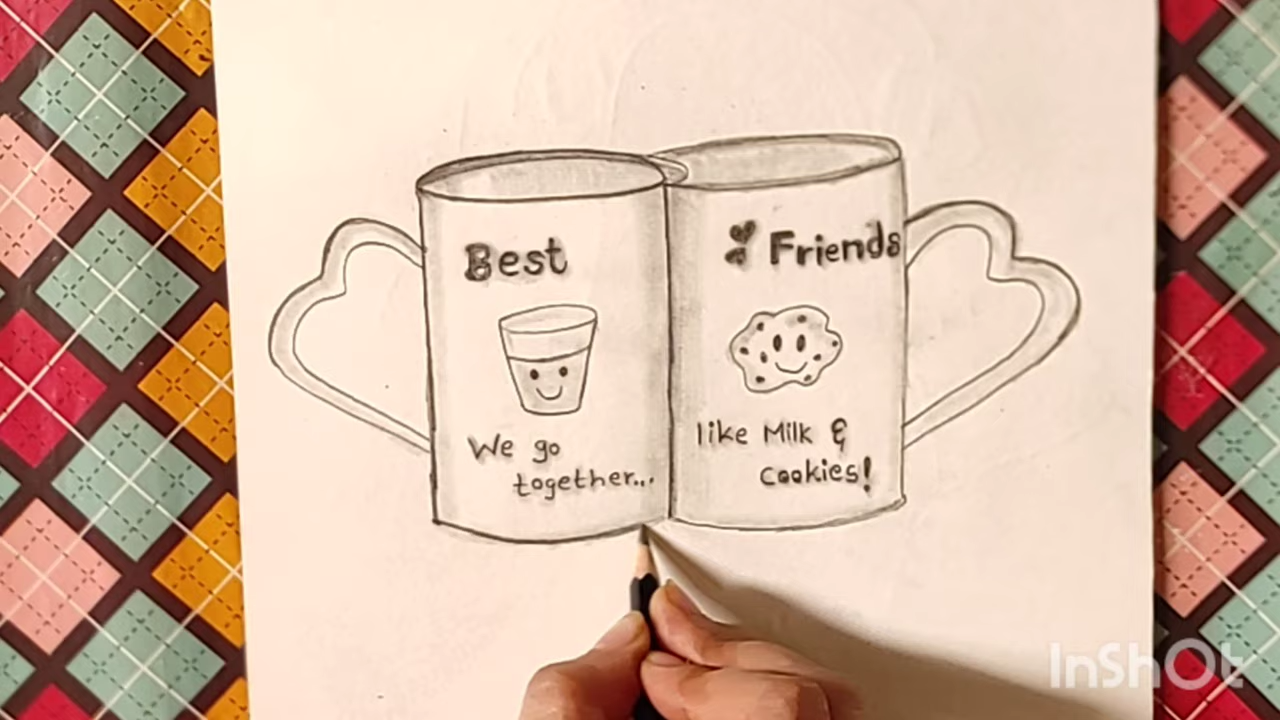 Best
We go
together...
Friends
like Milk &
Cookies!
InShOt